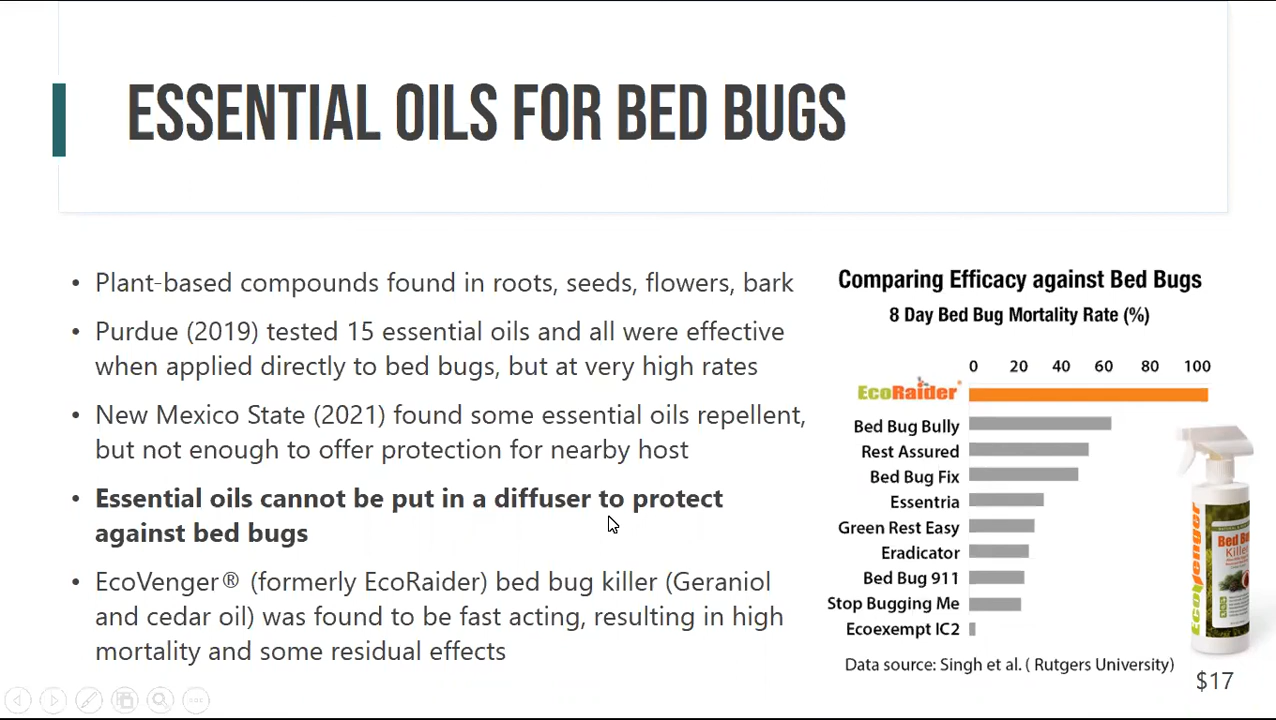 ESSENTIAL OILS FOR BED BUGS
• Plant-based compounds found in roots, seeds, flowers, bark
• Purdue (2019) tested 15 essential oils and all were effective
when applied directly to bed bugs, but at very high rates
• New Mexico State (2021) found some essential oils repellent,
but not enough to offer protection for nearby host
• Essential oils cannot be put in a diffuser to protect
against bed bugs
• EcoVenger® (formerly EcoRaider) bed bug killer (Geraniol
and cedar oil) was found to be fast acting, resulting in high
mortality and some residual effects
Comparing Efficacy against Bed Bugs
8 Day Bed Bug Mortality Rate (%)
0 20 40 60 80 100
EcoRaider®
Bed Bug Bully
Rest Assured
Bed Bug Fix
Essentria
Green Rest Easy
Eradicator
Bed Bug 911
Stop Bugging Me
Ecoexempt IC2
Data source: Singh et al. ( Rutgers University)
EcoVenger
Bed Bu
Killer
$17